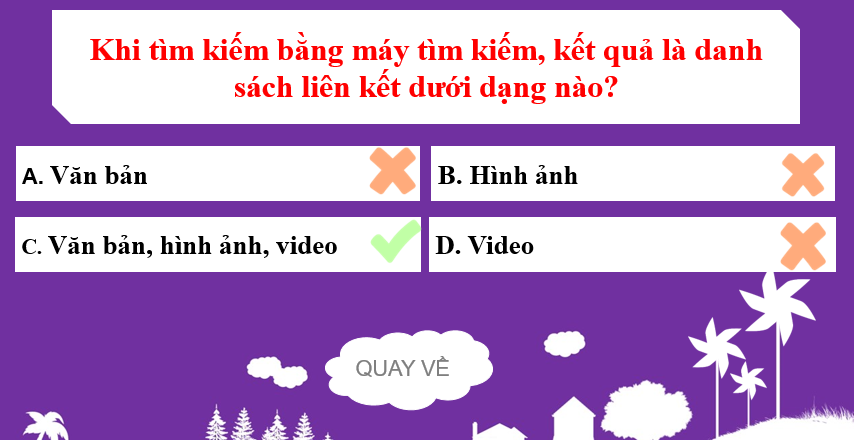 Khi tìm kiếm bằng máy tìm kiếm, kết quả là danh
sách liên kết dưới dạng nào?
A. Văn bản
B. Hình ảnh
C. Văn bản, hình ảnh, video
D. Video
QUAY VỀ